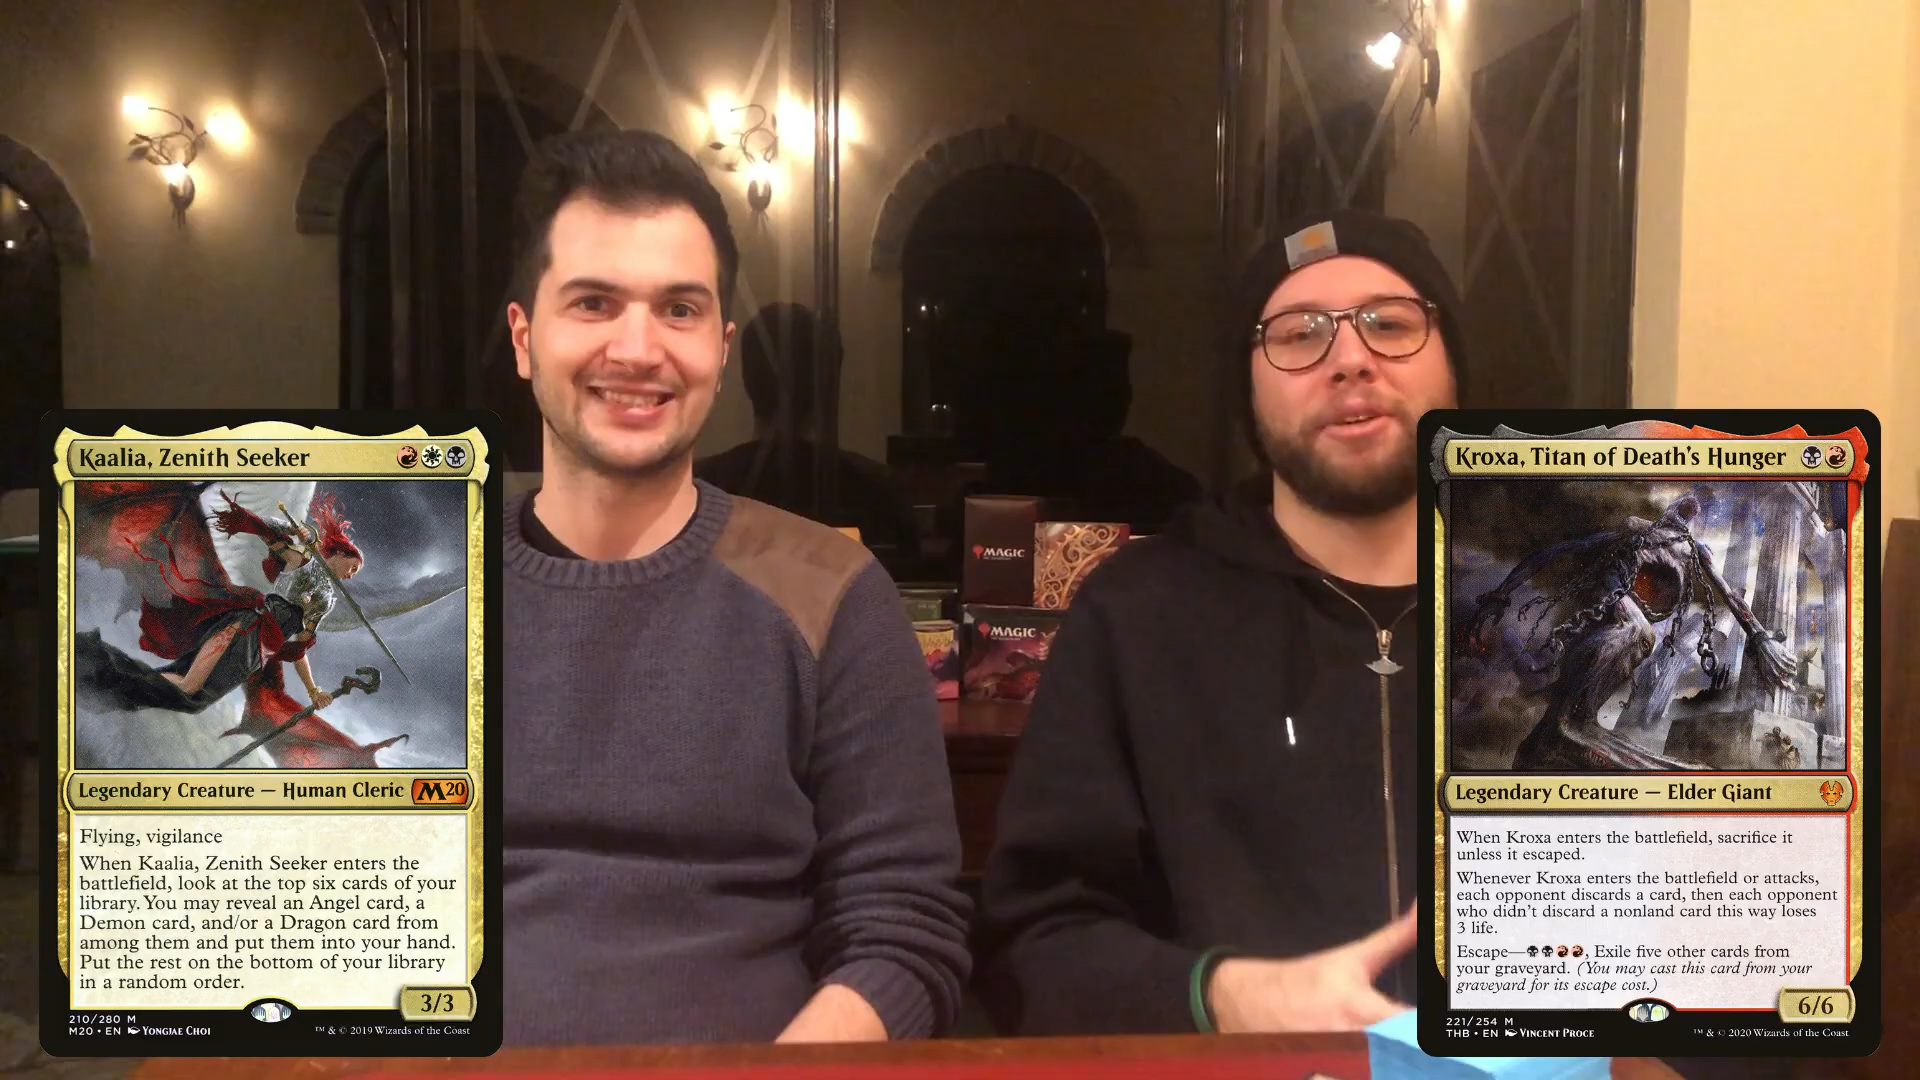 Kaalia, Zenith Seeker
Legendary Creature — Human Cleric M20
Flying, vigilance
When Kaalia, Zenith Seeker enters the
battlefield, look at the top six cards of your
library. You may reveal an Angel card, a
Demon card, and/or a Dragon card from
among them and put them into your hand.
Put the rest on the bottom of your library
in a random order.
3/3
210/280 M
M20 • EN YONGJAE CHOI
™ & © 2019 Wizards of the Coast
MAGIC
MAGIC
Kroxa, Titan of Death's Hunger
Legendary Creature — Elder Giant
When Kroxa enters the battlefield, sacrifice it
unless it escaped.
Whenever Kroxa enters the battlefield or attacks,
each opponent discards a card, then each opponent
who didn't discard a nonland card this way loses
3 life.
Escape—, Exile five other cards from
your graveyard. (You may cast this card from your
graveyard for its escape cost.)
6/6
221/254 M
THB • EN VINCENT PROCE
™ & © 2020 Wizards of the Coast